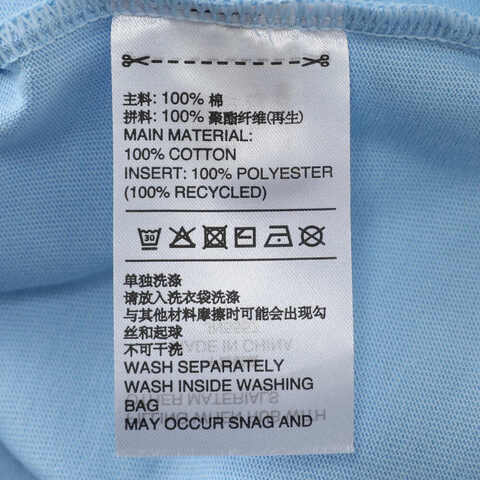 主料: 100% 棉
拼料: 100% 聚酯纤维(再生)
MAIN MATERIAL:
100% COTTON
INSERT: 100% POLYESTER
(100% RECYCLED)
30
单独洗涤
请放入洗衣袋洗涤
与其他材料摩擦时可能会出现勾
丝和起球
不可干洗
WASH SEPARATELY
WASH INSIDE WASHING
BAG
MAY OCCUR SNAG AND